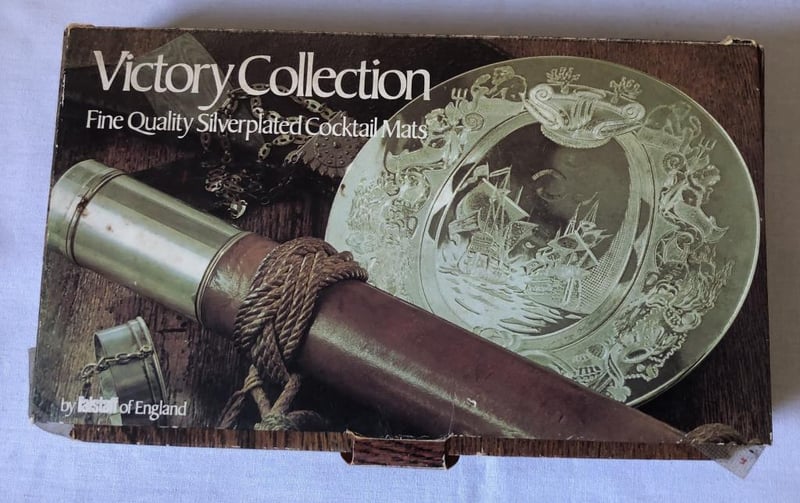 Victory Collection
Fine Quality Silverplated Cocktail Mats
by falstaff of England